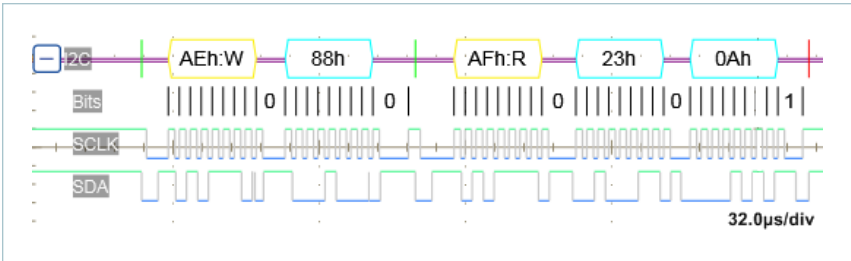 I2C AEh:W 88h AFh:R 23h 0Ah
Bits 0 0 0 0 1
SCLK
SDA
32.0µs/div